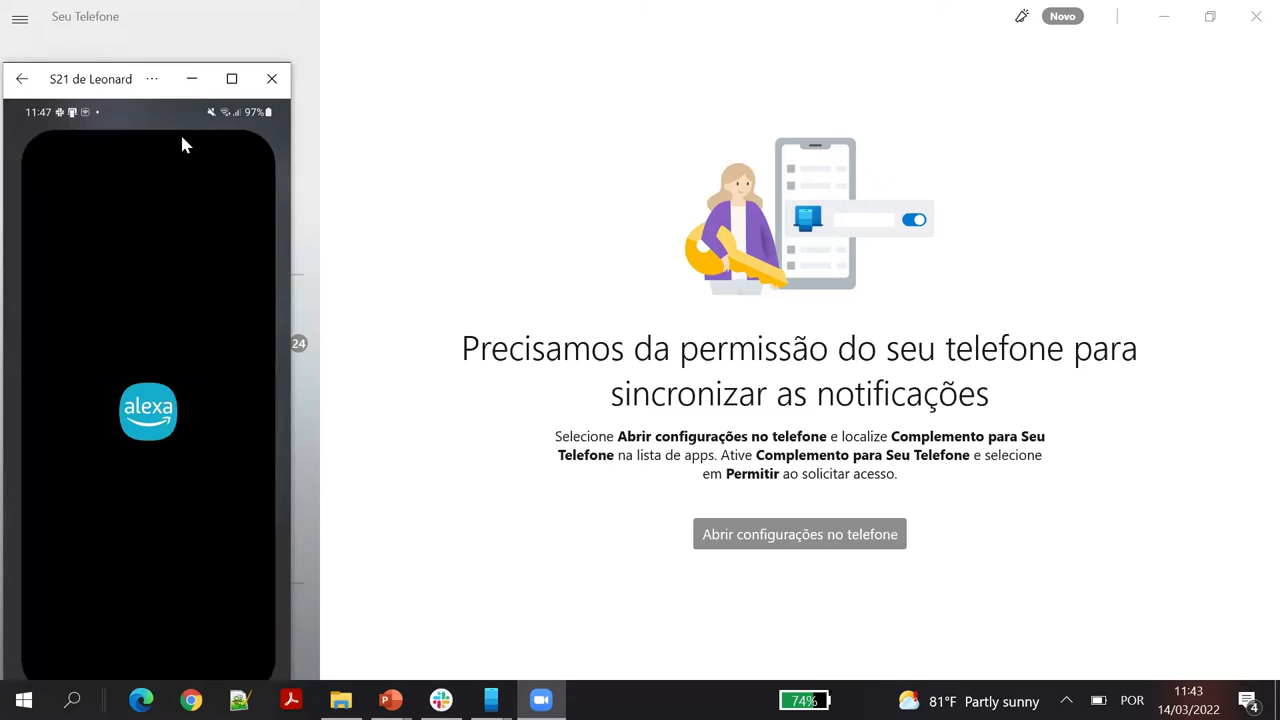 Seu Telefone
Novo
S21 de Leonard
11:47
97%
alexa
24
Precisamos da permissão do seu telefone para
sincronizar as notificações
Selecione Abrir configurações no telefone e localize Complemento para Seu
Telefone na lista de apps. Ative Complemento para Seu Telefone e selecione
em Permitir ao solicitar acesso.
Abrir configurações no telefone
74%
81°F Partly sunny
POR
11:43
14/03/2022
4